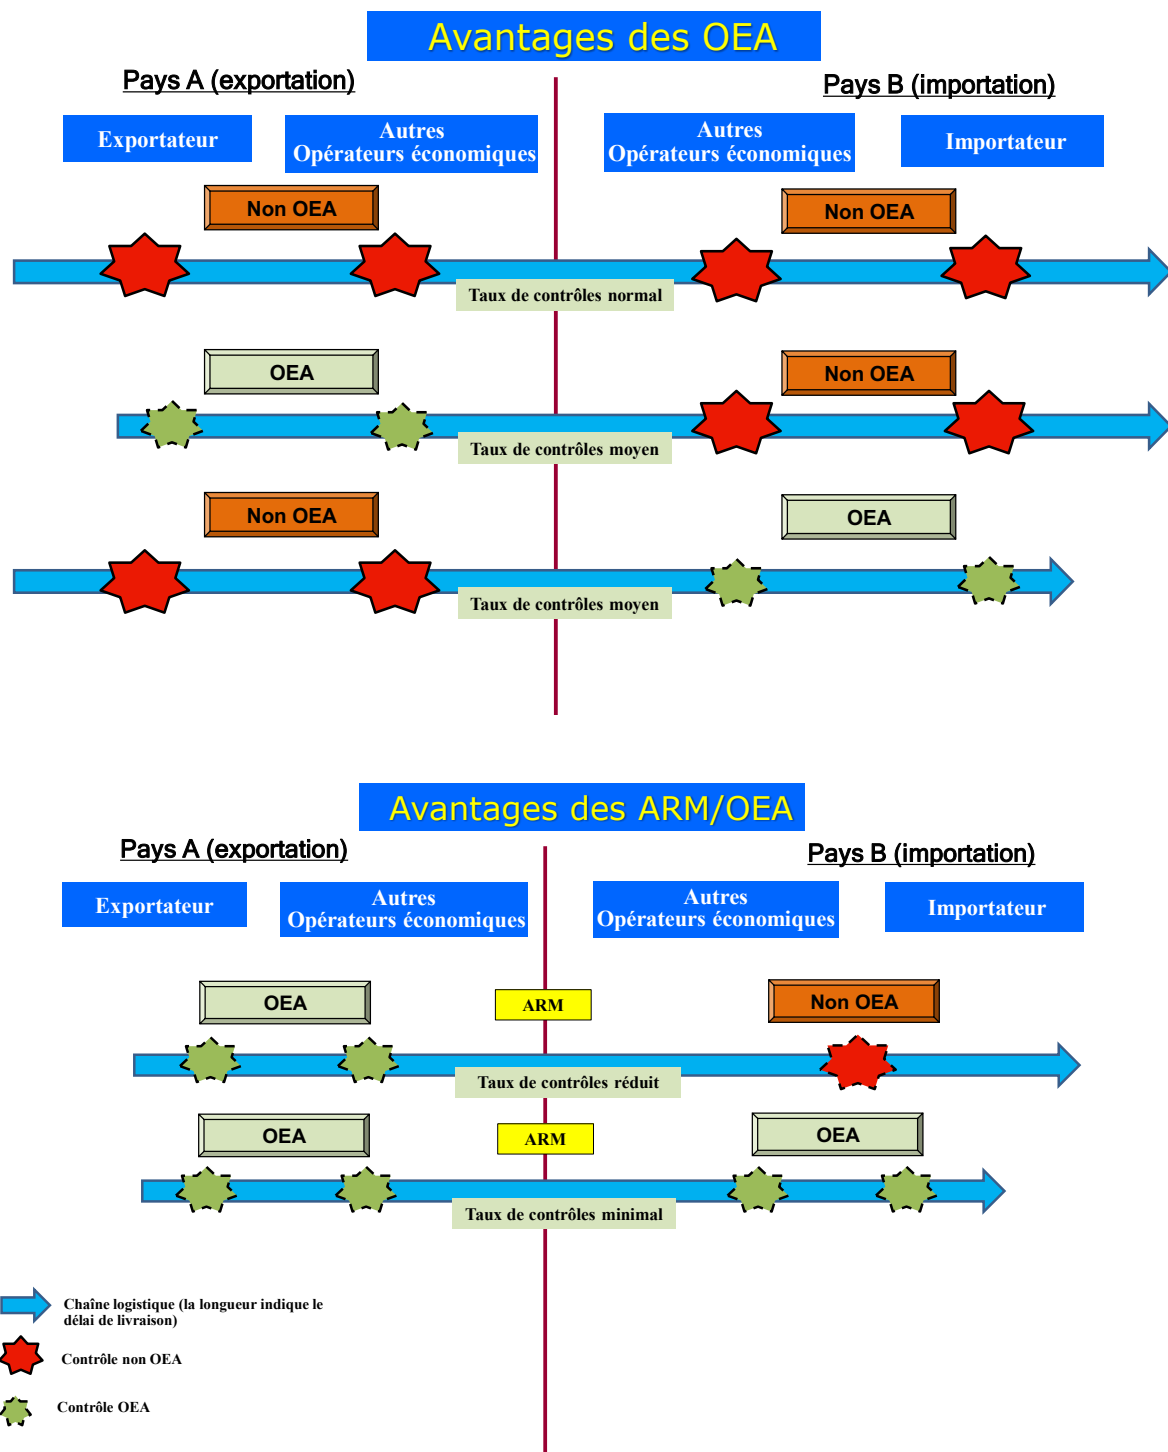 Avantages des OEA
Pays A (exportation)
Pays B (importation)
Exportateur
Autres
Opérateurs économiques
Autres
Opérateurs économiques
Importateur
Non OEA
Non OEA
Taux de contrôles normal
OEA
Non OEA
Taux de contrôles moyen
Non OEA
OEA
Taux de contrôles moyen
Avantages des ARM/OEA
Pays A (exportation)
Pays B (importation)
Exportateur
Autres
Opérateurs économiques
Autres
Opérateurs économiques
Importateur
OEA
ARM
Non OEA
Taux de contrôles réduit
OEA
ARM
OEA
Taux de contrôles minimal
Chaîne logistique (la longueur indique le
délai de livraison)
Contrôle non OEA
Contrôle OEA